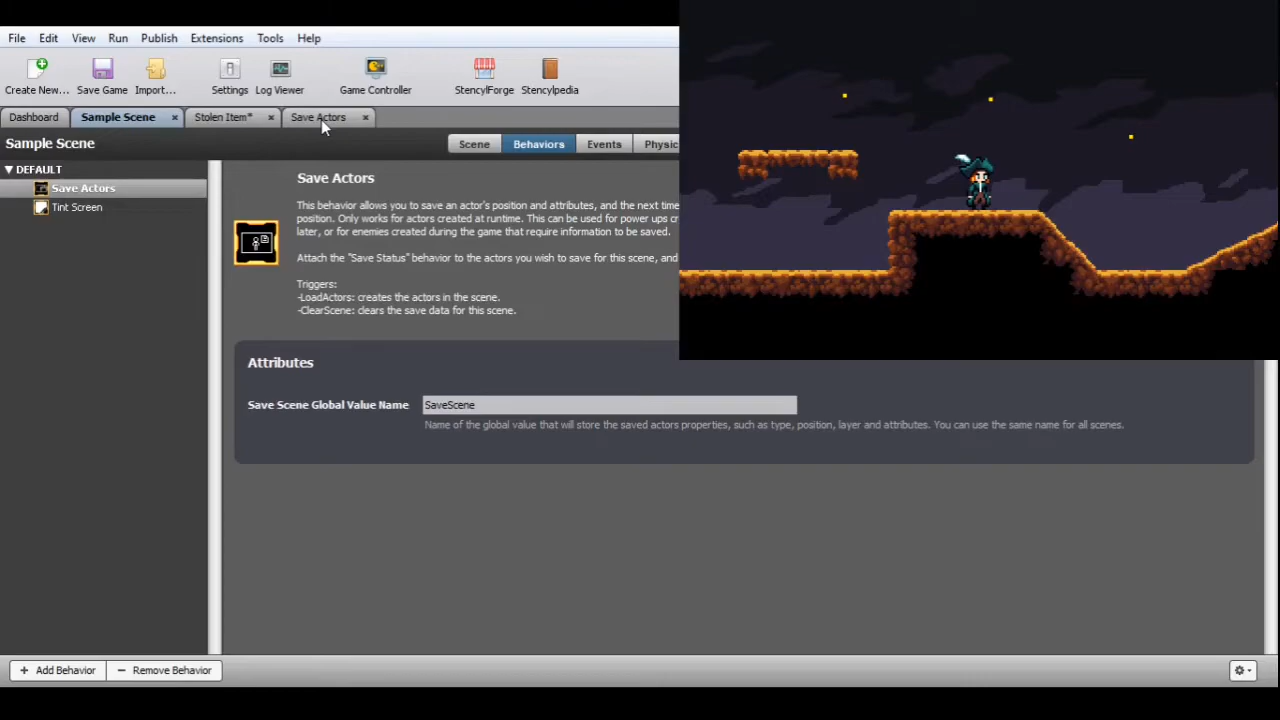 File Edit View Run Publish Extensions Tools Help
Create New... Save Game Import... Settings Log Viewer Game Controller StencylForge Stencylpedia
Dashboard Sample Scene × Stolen Item* × Save Actors ×
Sample Scene Scene Behaviors Events Physic
DEFAULT
Save Actors
Tint Screen
Save Actors
This behavior allows you to save an actor's position and attributes, and the next time
position. Only works for actors created at runtime. This can be used for power ups cr
later, or for enemies created during the game that require information to be saved.
Attach the "Save Status" behavior to the actors you wish to save for this scene, and
Triggers:
-LoadActors: creates the actors in the scene.
-ClearScene: clears the save data for this scene.
Attributes
Save Scene Global Value Name SaveScene
Name of the global value that will store the saved actors properties, such as type, position, layer and attributes. You can use the same name for all scenes.
+ Add Behavior − Remove Behavior